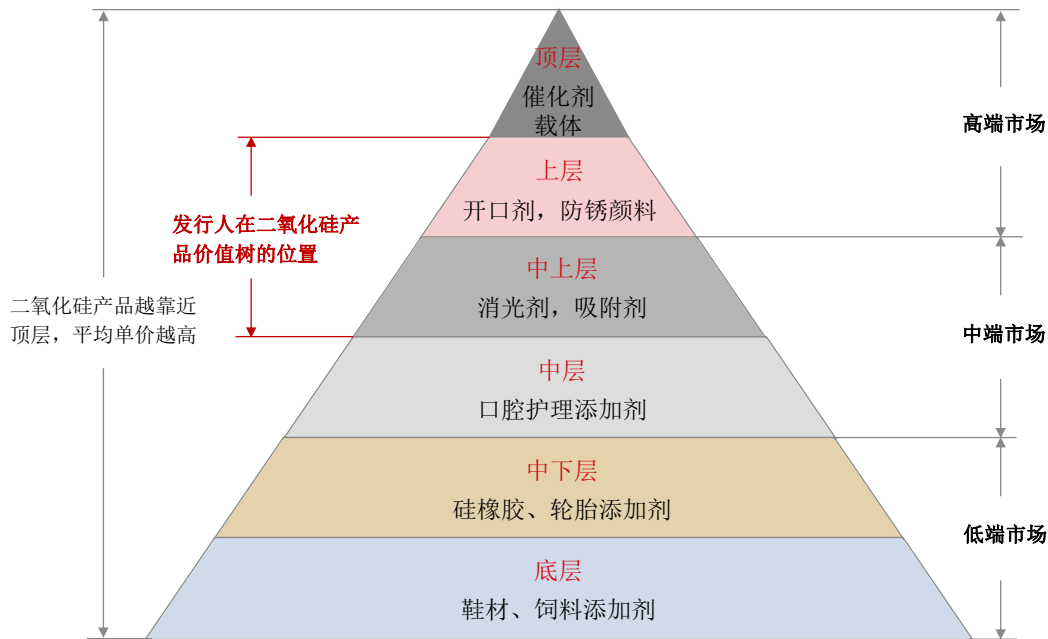 顶层
催化剂
载体
高端市场
上层
开口剂，防锈颜料
发行人在二氧化硅产
品价值树的位置
中上层
消光剂，吸附剂
二氧化硅产品越靠近
顶层，平均单价越高
中端市场
中层
口腔护理添加剂
中下层
硅橡胶、轮胎添加剂
低端市场
底层
鞋材、饲料添加剂